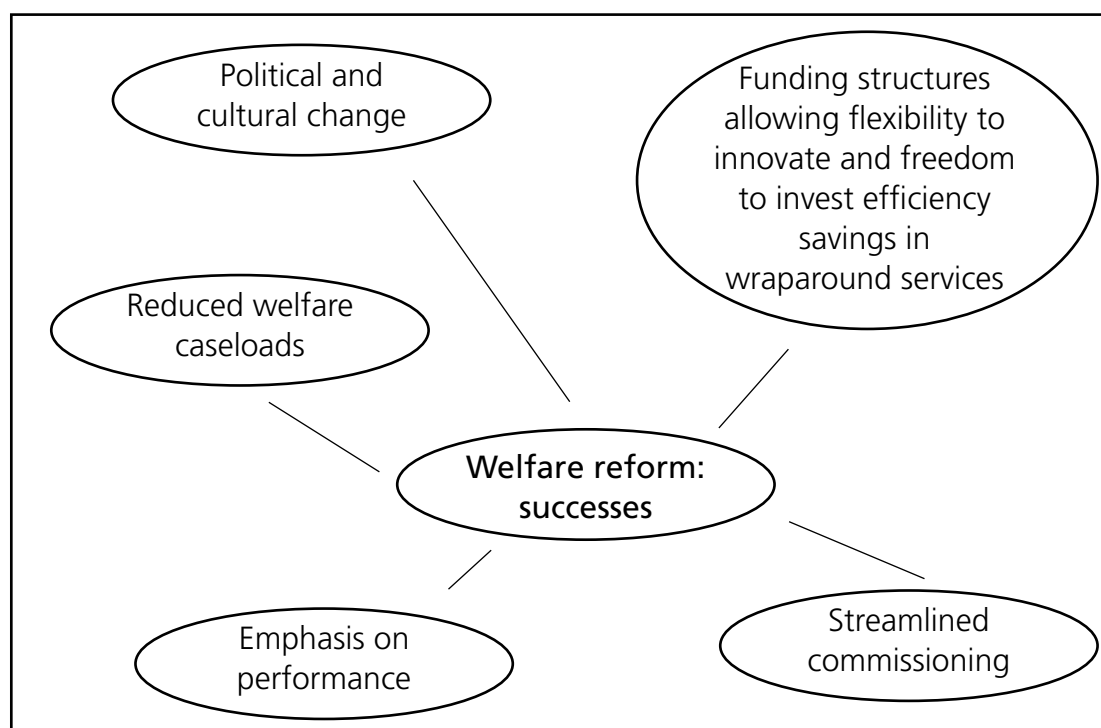 Political and
cultural change
Funding structures
allowing flexibility to
innovate and freedom
to invest efficiency
savings in
wraparound services
Reduced welfare
caseloads
Welfare reform:
successes
Emphasis on
performance
Streamlined
commissioning